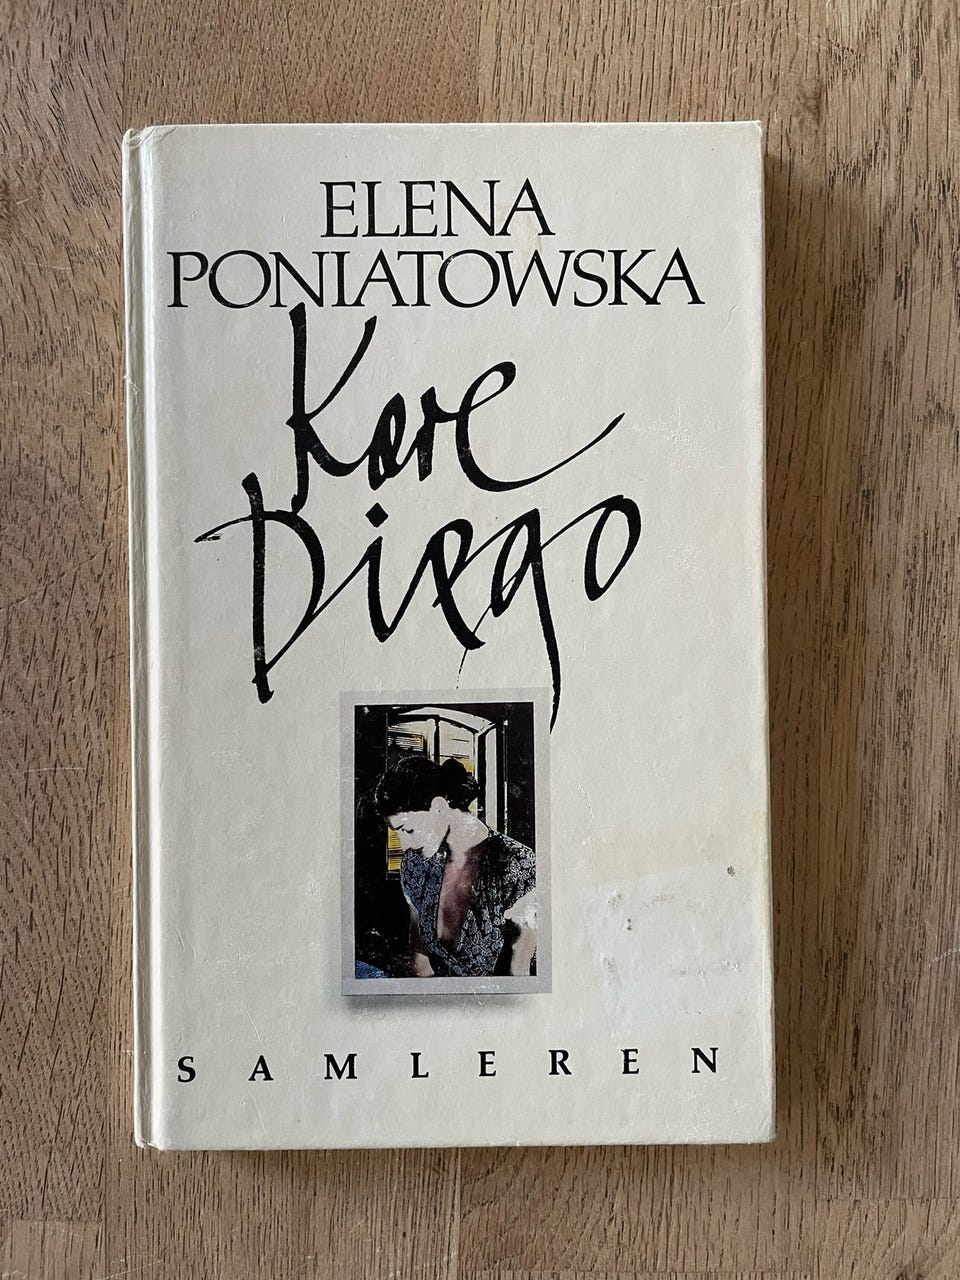 ELENA
PONIATOWSKA
Kære
Diego
SAMLEREN